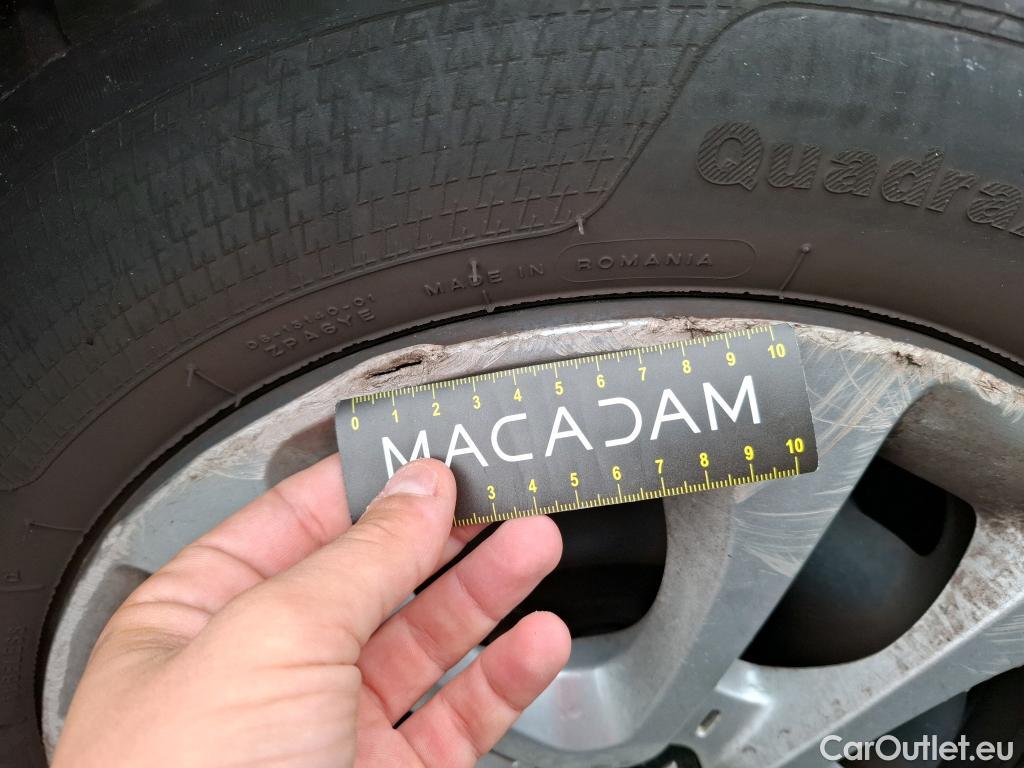 Quadra
MADE IN ROMANIA
ZPASYE
0 1 2 3 4 5 6 7 8 9 10
MACADAM
3 4 5 6 7 8 9 10
CarOutlet.eu